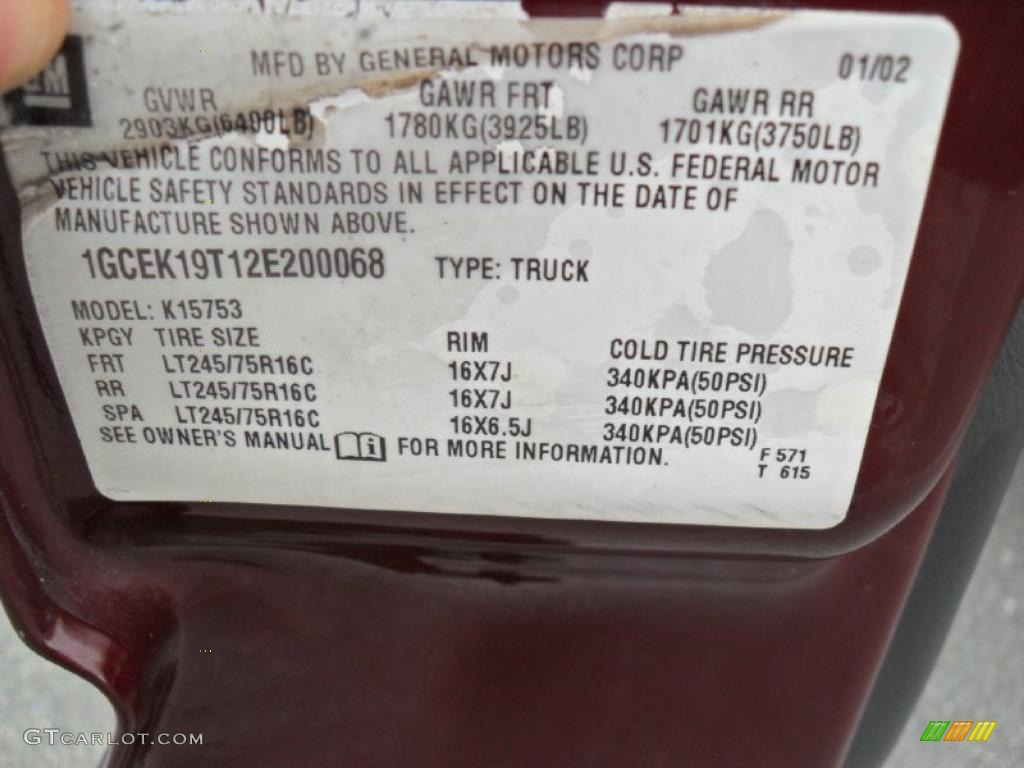 GM
MFD BY GENERAL MOTORS CORP 01/02
GVWR GAWR FRT GAWR RR
2903KG(6400LB) 1780KG(3925LB) 1701KG(3750LB)
THIS VEHICLE CONFORMS TO ALL APPLICABLE U.S. FEDERAL MOTOR
VEHICLE SAFETY STANDARDS IN EFFECT ON THE DATE OF
MANUFACTURE SHOWN ABOVE.
1GCEK19T12E200068 TYPE: TRUCK
MODEL: K15753
KPGY TIRE SIZE RIM COLD TIRE PRESSURE
FRT LT245/75R16C 16X7J 340KPA(50PSI)
RR LT245/75R16C 16X7J 340KPA(50PSI)
SPA LT245/75R16C 16X6.5J 340KPA(50PSI)
SEE OWNER'S MANUAL FOR MORE INFORMATION.
F 571
T 615
GTCARLOT.COM